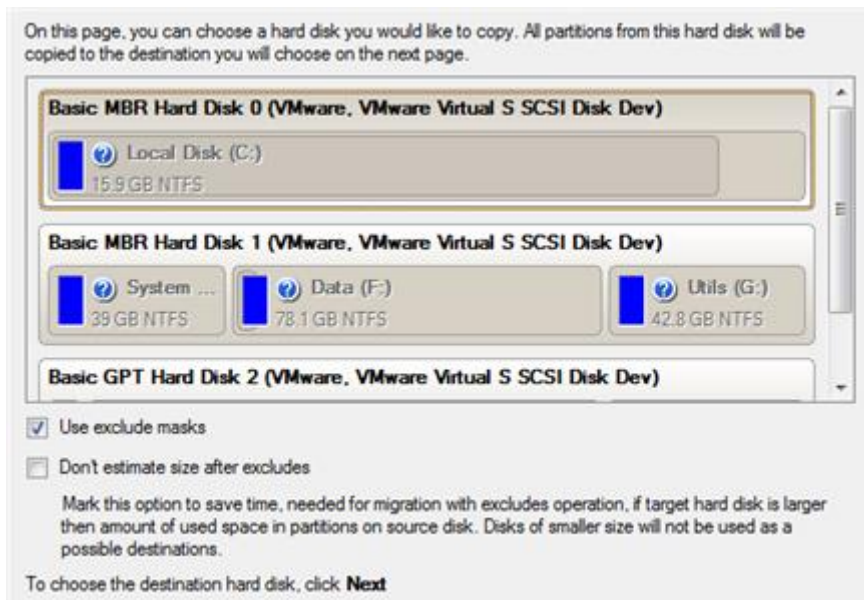 On this page, you can choose a hard disk you would like to copy. All partitions from this hard disk will be
copied to the destination you will choose on the next page.
Basic MBR Hard Disk 0 (VMware, VMware Virtual S SCSI Disk Dev)
Local Disk (C:)
15.9 GB NTFS
Basic MBR Hard Disk 1 (VMware, VMware Virtual S SCSI Disk Dev)
System ... Data (F:) Utils (G:)
39 GB NTFS 78.1 GB NTFS 42.8 GB NTFS
Basic GPT Hard Disk 2 (VMware, VMware Virtual S SCSI Disk Dev)
Use exclude masks
Don't estimate size after excludes
Mark this option to save time, needed for migration with excludes operation, if target hard disk is larger
then amount of used space in partitions on source disk. Disks of smaller size will not be used as a
possible destinations.
To choose the destination hard disk, click Next